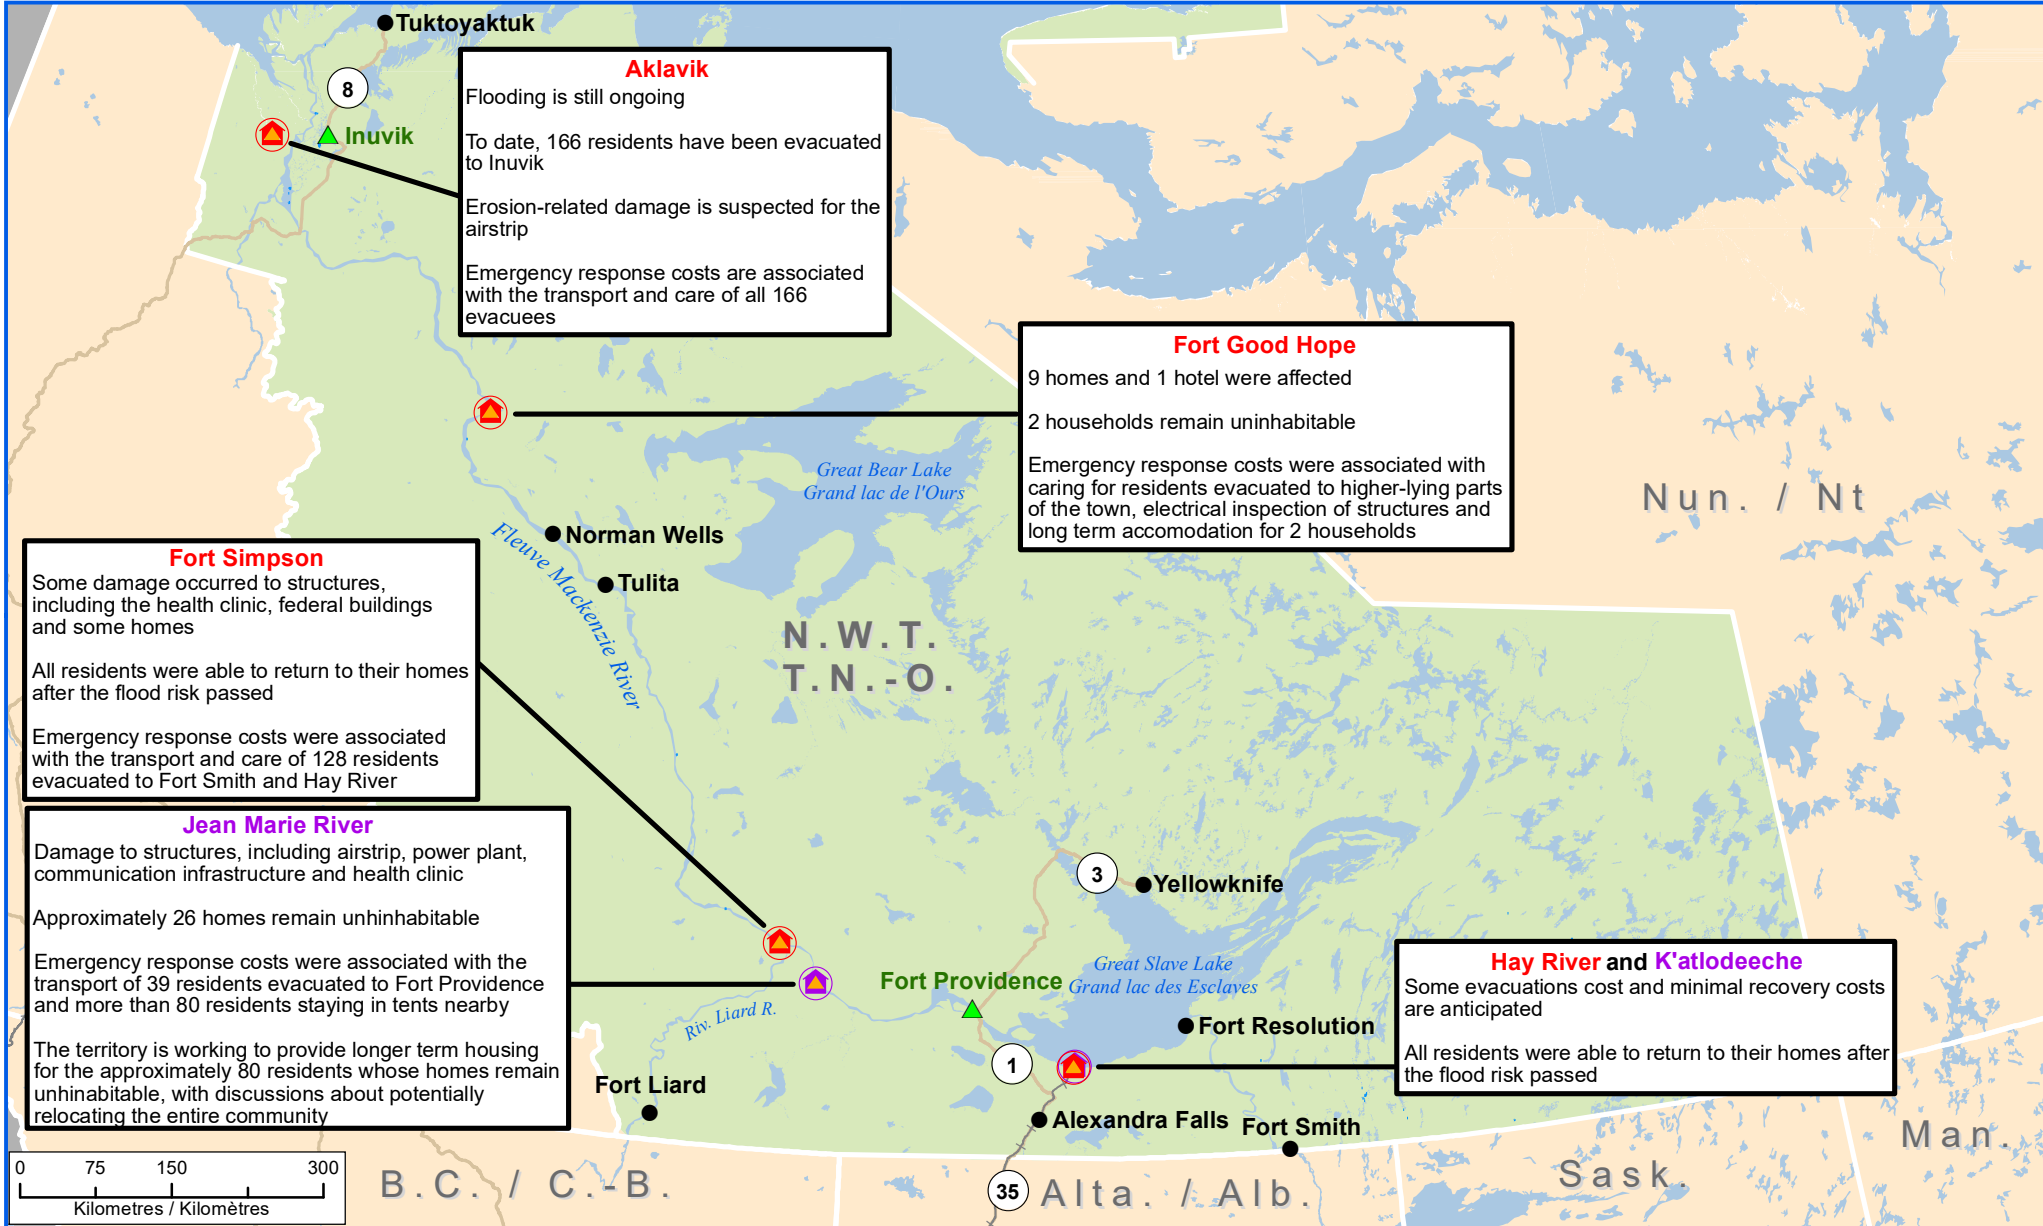 Tuktoyaktuk
8
Inuvik
Aklavik
Flooding is still ongoing
To date, 166 residents have been evacuated
to Inuvik
Erosion-related damage is suspected for the
airstrip
Emergency response costs are associated
with the transport and care of all 166
evacuees
Fort Good Hope
9 homes and 1 hotel were affected
2 households remain uninhabitable
Emergency response costs were associated with
caring for residents evacuated to higher-lying parts
of the town, electrical inspection of structures and
long term accomodation for 2 households
Great Bear Lake
Grand lac de l'Ours
Nun. / Nt
Norman Wells
Fleuve Mackenzie River
Tulita
N.W.T.
T.N.-O.
Fort Simpson
Some damage occurred to structures,
including the health clinic, federal buildings
and some homes
All residents were able to return to their homes
after the flood risk passed
Emergency response costs were associated
with the transport and care of 128 residents
evacuated to Fort Smith and Hay River
Jean Marie River
Damage to structures, including airstrip, power plant,
communication infrastructure and health clinic
Approximately 26 homes remain unhinhabitable
Emergency response costs were associated with the
transport of 39 residents evacuated to Fort Providence
and more than 80 residents staying in tents nearby
The territory is working to provide longer term housing
for the approximately 80 residents whose homes remain
unhinhabitable, with discussions about potentially
relocating the entire community
3
Yellowknife
Fort Providence
Great Slave Lake
Grand lac des Esclaves
Riv. Liard R.
Fort Resolution
Hay River and K'atlodeeche
Some evacuations cost and minimal recovery costs
are anticipated
All residents were able to return to their homes after
the flood risk passed
1
Fort Liard
Alexandra Falls
Fort Smith
Man.
Sask.
0 75 150 300
Kilometres / Kilomètres
B.C. / C.-B.
35
Alta. / Alb.